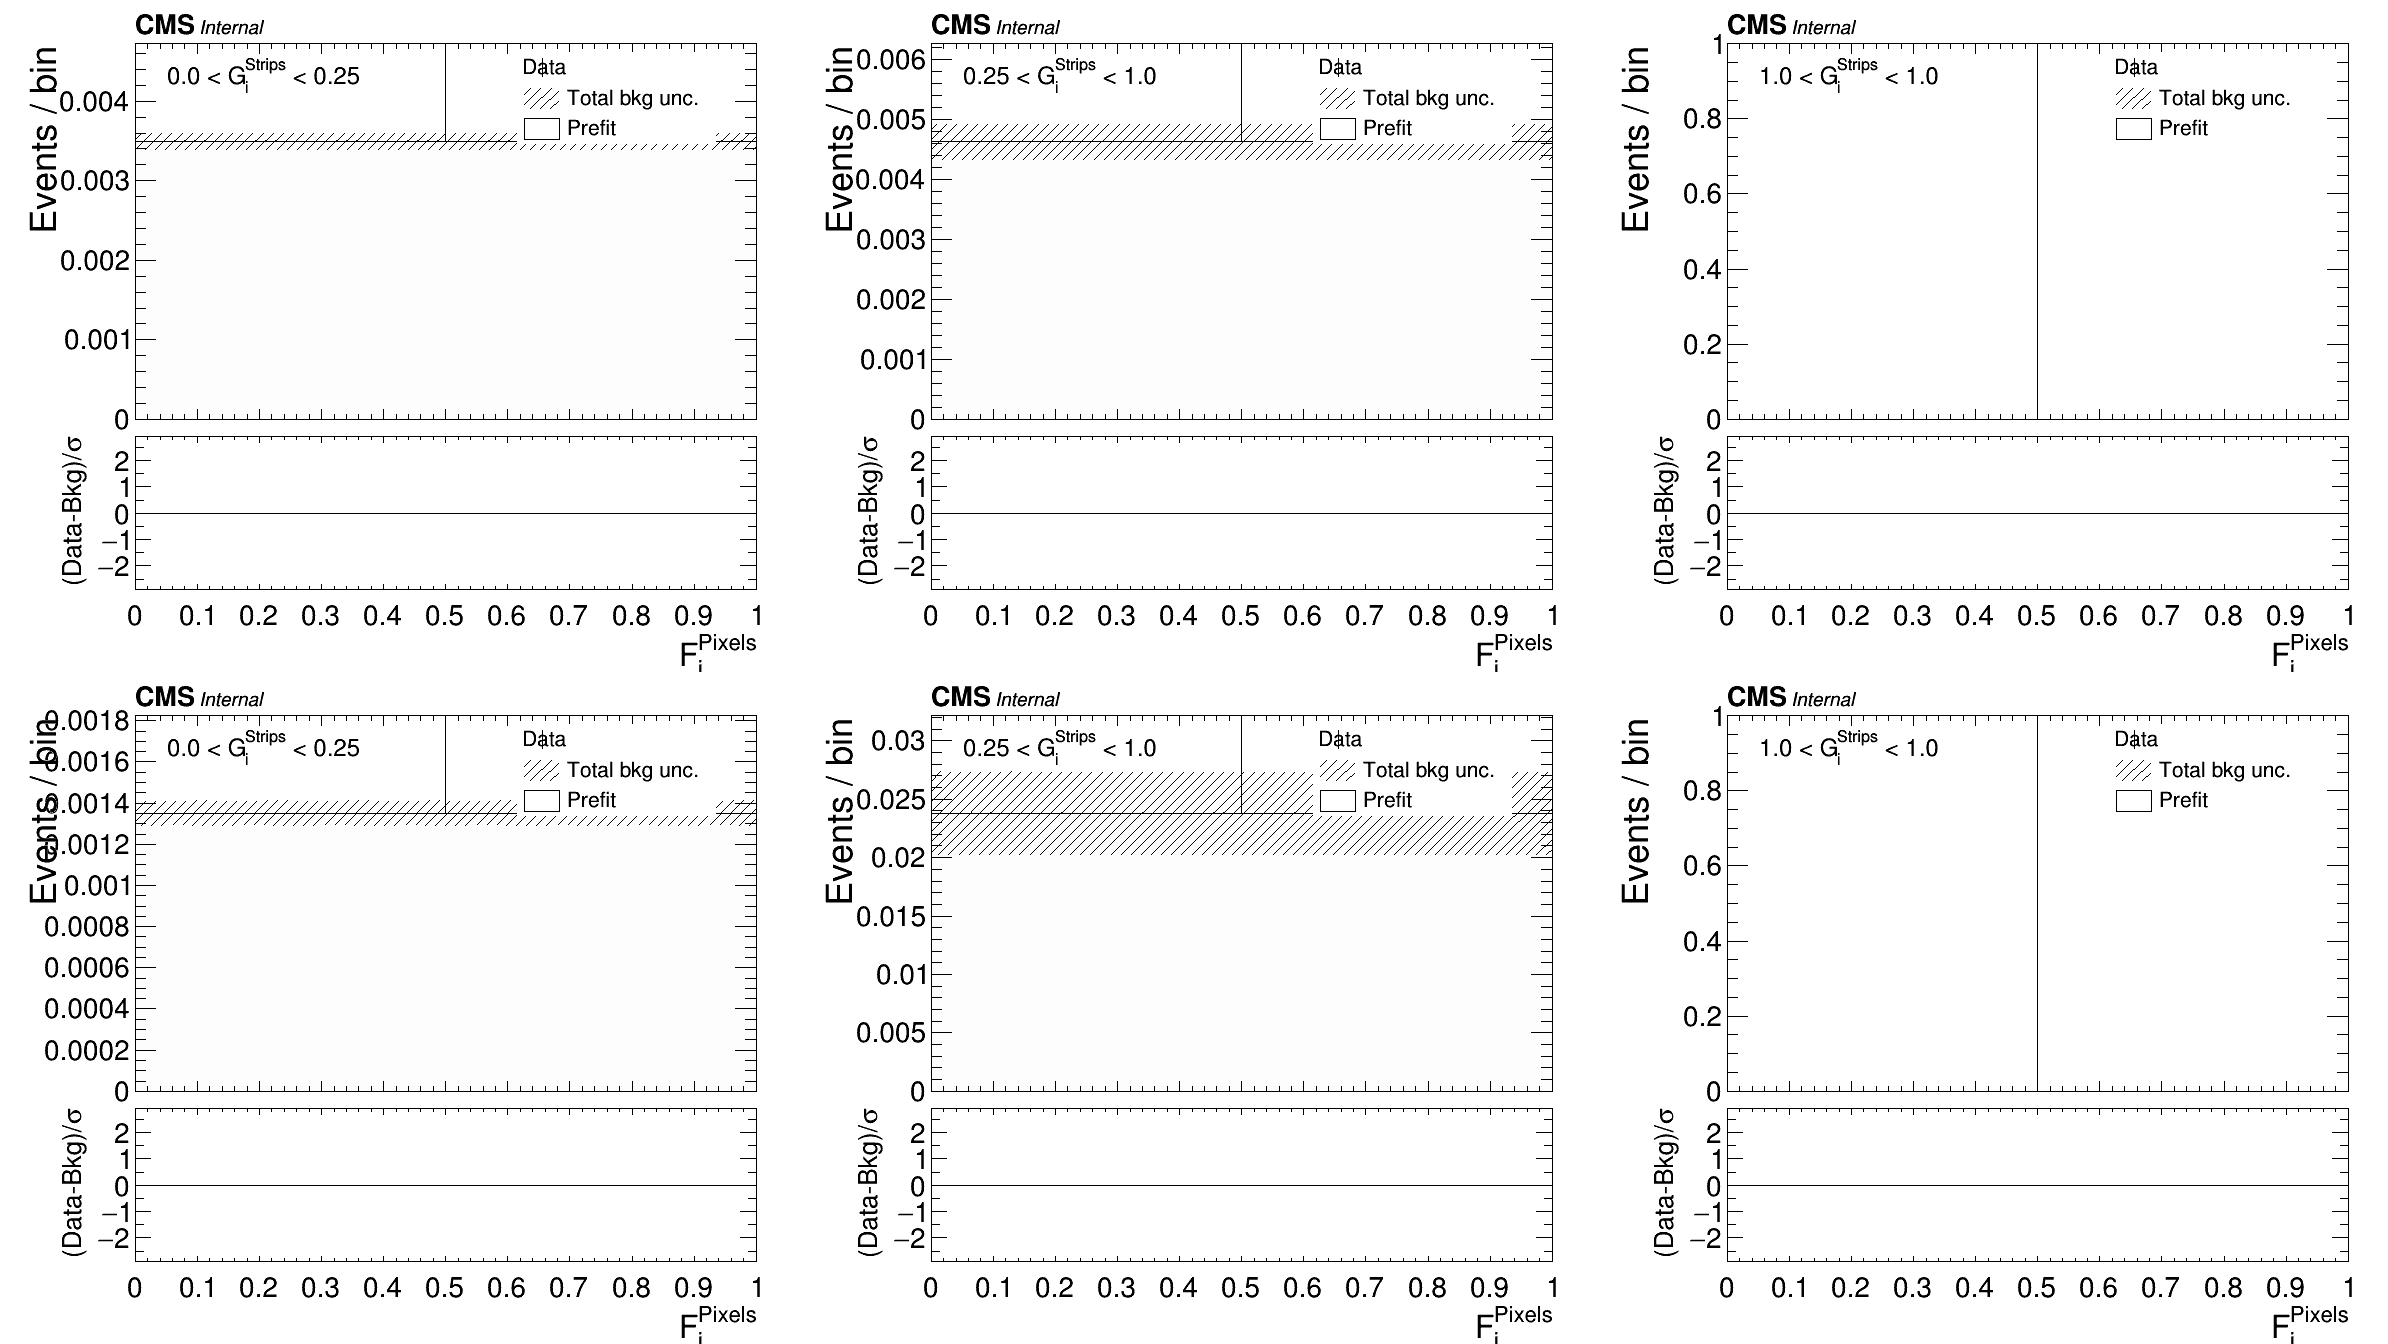 CMS Internal
Events / bin
0.0 < G_i^Strips < 0.25
Data
Total bkg unc.
Prefit
0.004
0.003
0.002
0.001
0
(Data-Bkg)/σ
2
1
0
−1
−2
0 0.1 0.2 0.3 0.4 0.5 0.6 0.7 0.8 0.9 1
F_i^Pixels
CMS Internal
Events / bin
0.25 < G_i^Strips < 1.0
Data
Total bkg unc.
Prefit
0.006
0.005
0.004
0.003
0.002
0.001
0
(Data-Bkg)/σ
2
1
0
−1
−2
0 0.1 0.2 0.3 0.4 0.5 0.6 0.7 0.8 0.9 1
F_i^Pixels
CMS Internal
Events / bin
1.0 < G_i^Strips < 1.0
Data
Total bkg unc.
Prefit
1
0.8
0.6
0.4
0.2
0
(Data-Bkg)/σ
2
1
0
−1
−2
0 0.1 0.2 0.3 0.4 0.5 0.6 0.7 0.8 0.9 1
F_i^Pixels
CMS Internal
Events / bin
0.0 < G_i^Strips < 0.25
Data
Total bkg unc.
Prefit
0.0018
0.0016
0.0014
0.0012
0.001
0.0008
0.0006
0.0004
0.0002
0
(Data-Bkg)/σ
2
1
0
−1
−2
0 0.1 0.2 0.3 0.4 0.5 0.6 0.7 0.8 0.9 1
F_i^Pixels
CMS Internal
Events / bin
0.25 < G_i^Strips < 1.0
Data
Total bkg unc.
Prefit
0.03
0.025
0.02
0.015
0.01
0.005
0
(Data-Bkg)/σ
2
1
0
−1
−2
0 0.1 0.2 0.3 0.4 0.5 0.6 0.7 0.8 0.9 1
F_i^Pixels
CMS Internal
Events / bin
1.0 < G_i^Strips < 1.0
Data
Total bkg unc.
Prefit
1
0.8
0.6
0.4
0.2
0
(Data-Bkg)/σ
2
1
0
−1
−2
0 0.1 0.2 0.3 0.4 0.5 0.6 0.7 0.8 0.9 1
F_i^Pixels